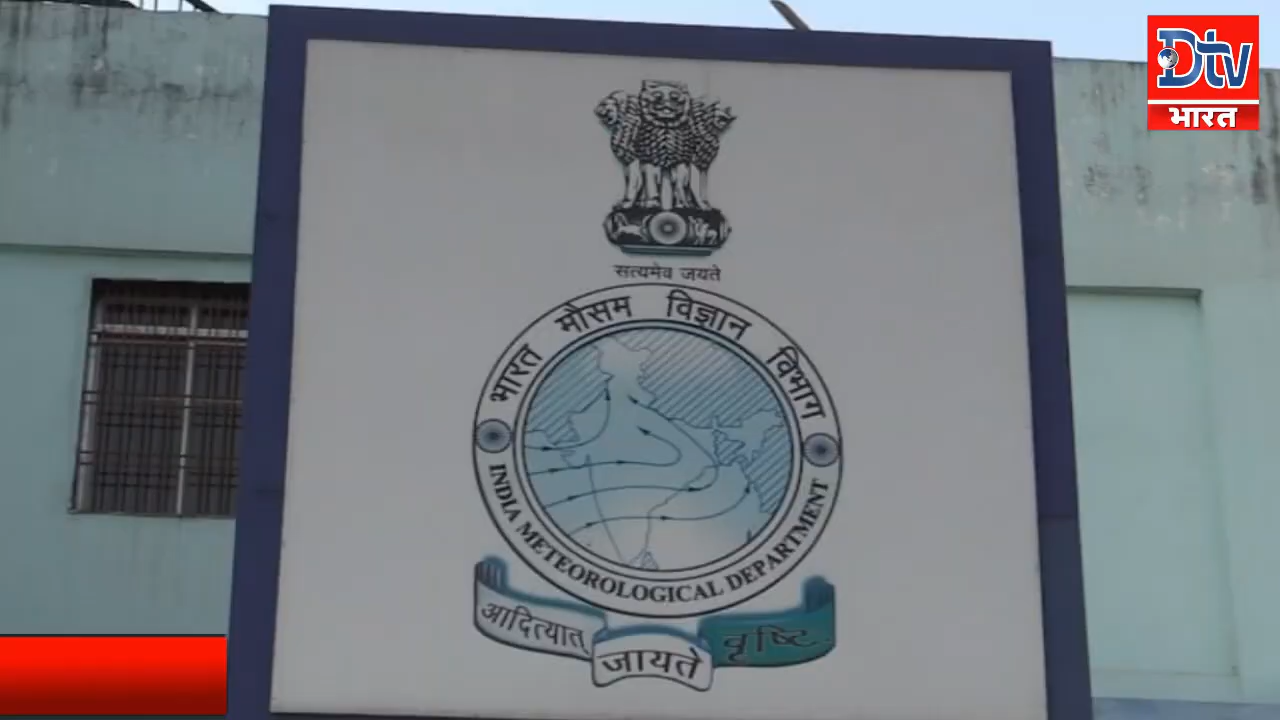 Dtv
भारत
सत्यमेव जयते
भारत मौसम विज्ञान विभाग
INDIA METEOROLOGICAL DEPARTMENT
आदित्यात्
जायते
वृष्टि